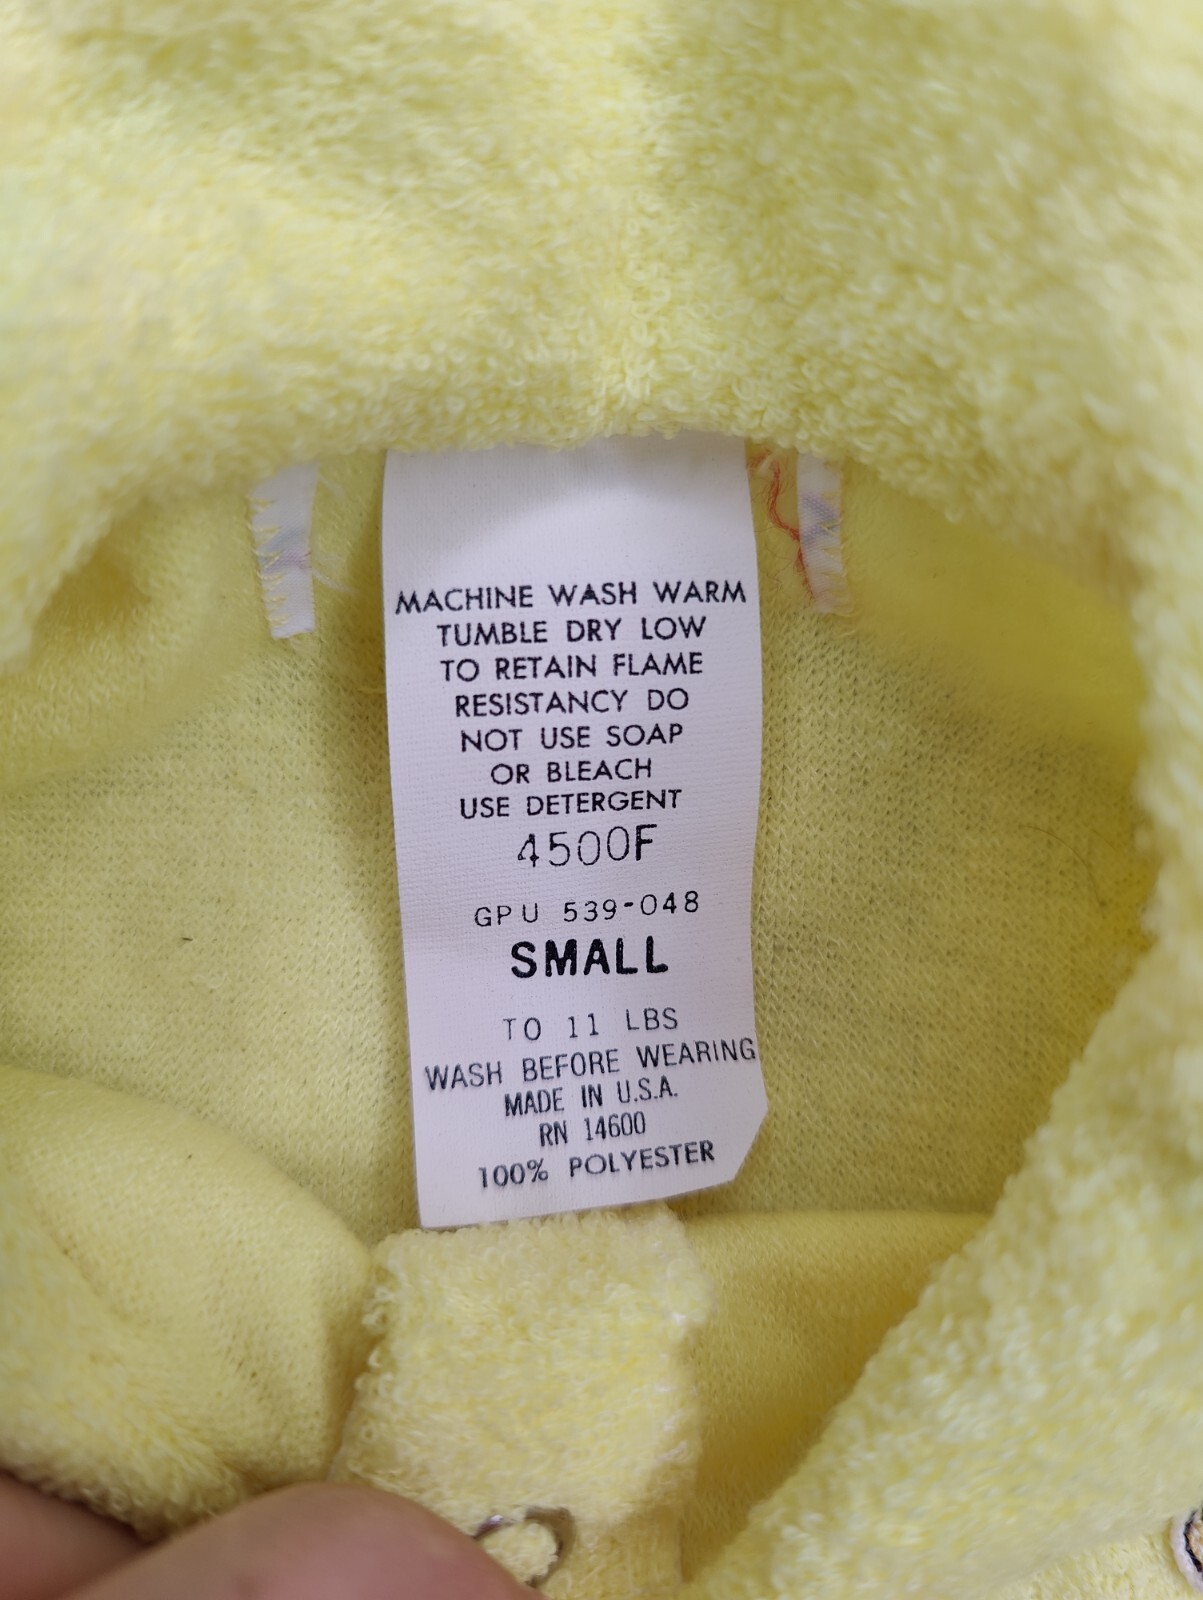 MACHINE WASH WARM
TUMBLE DRY LOW
TO RETAIN FLAME
RESISTANCY DO
NOT USE SOAP
OR BLEACH
USE DETERGENT
4500F
GPU 539-048
SMALL
TO 11 LBS
WASH BEFORE WEARING
MADE IN U.S.A.
RN 14600
100% POLYESTER